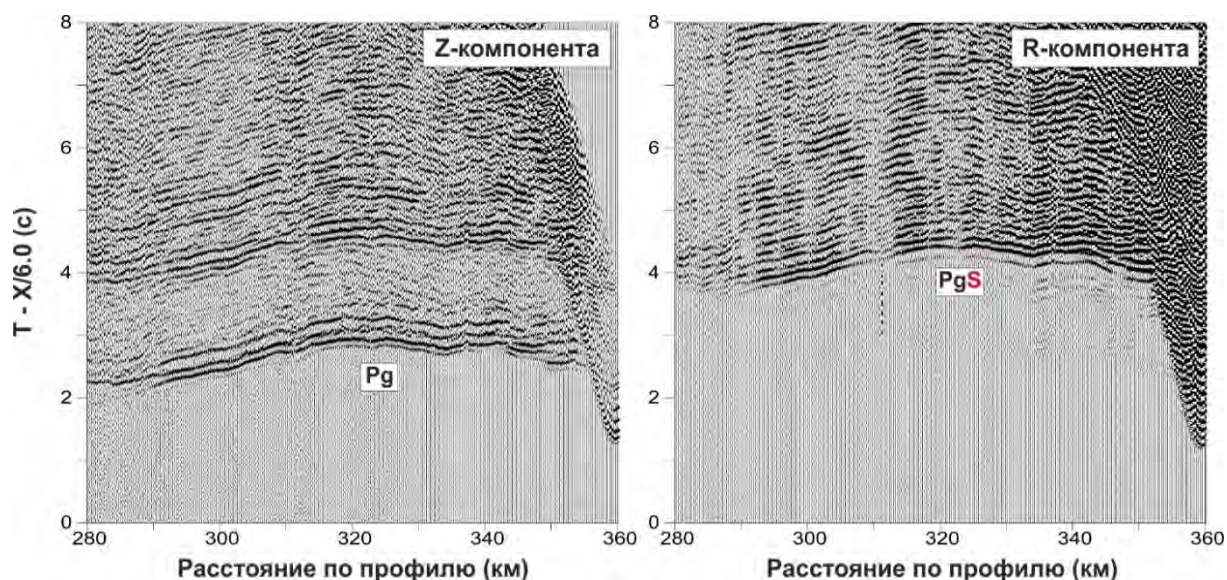 Z-компонента
R-компонента
8
6
4
2
0
T - X/6.0 (с)
Pg
280
300
320
340
360
Расстояние по профилю (км)
8
6
4
2
0
PgS
280
300
320
340
360
Расстояние по профилю (км)